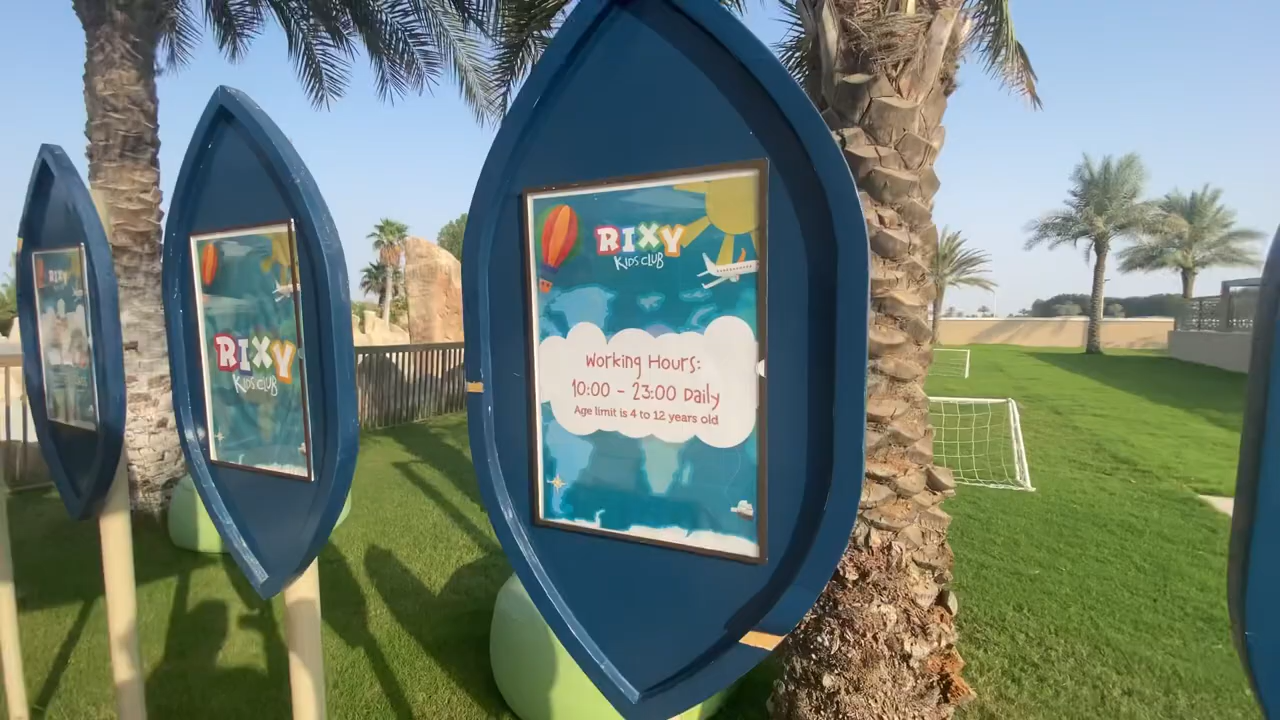 RIXY
RIXY
KIDS CLUB
RIXY
KIDS CLUB
Working Hours:
10:00 - 23:00 Daily
Age limit is 4 to 12 years old